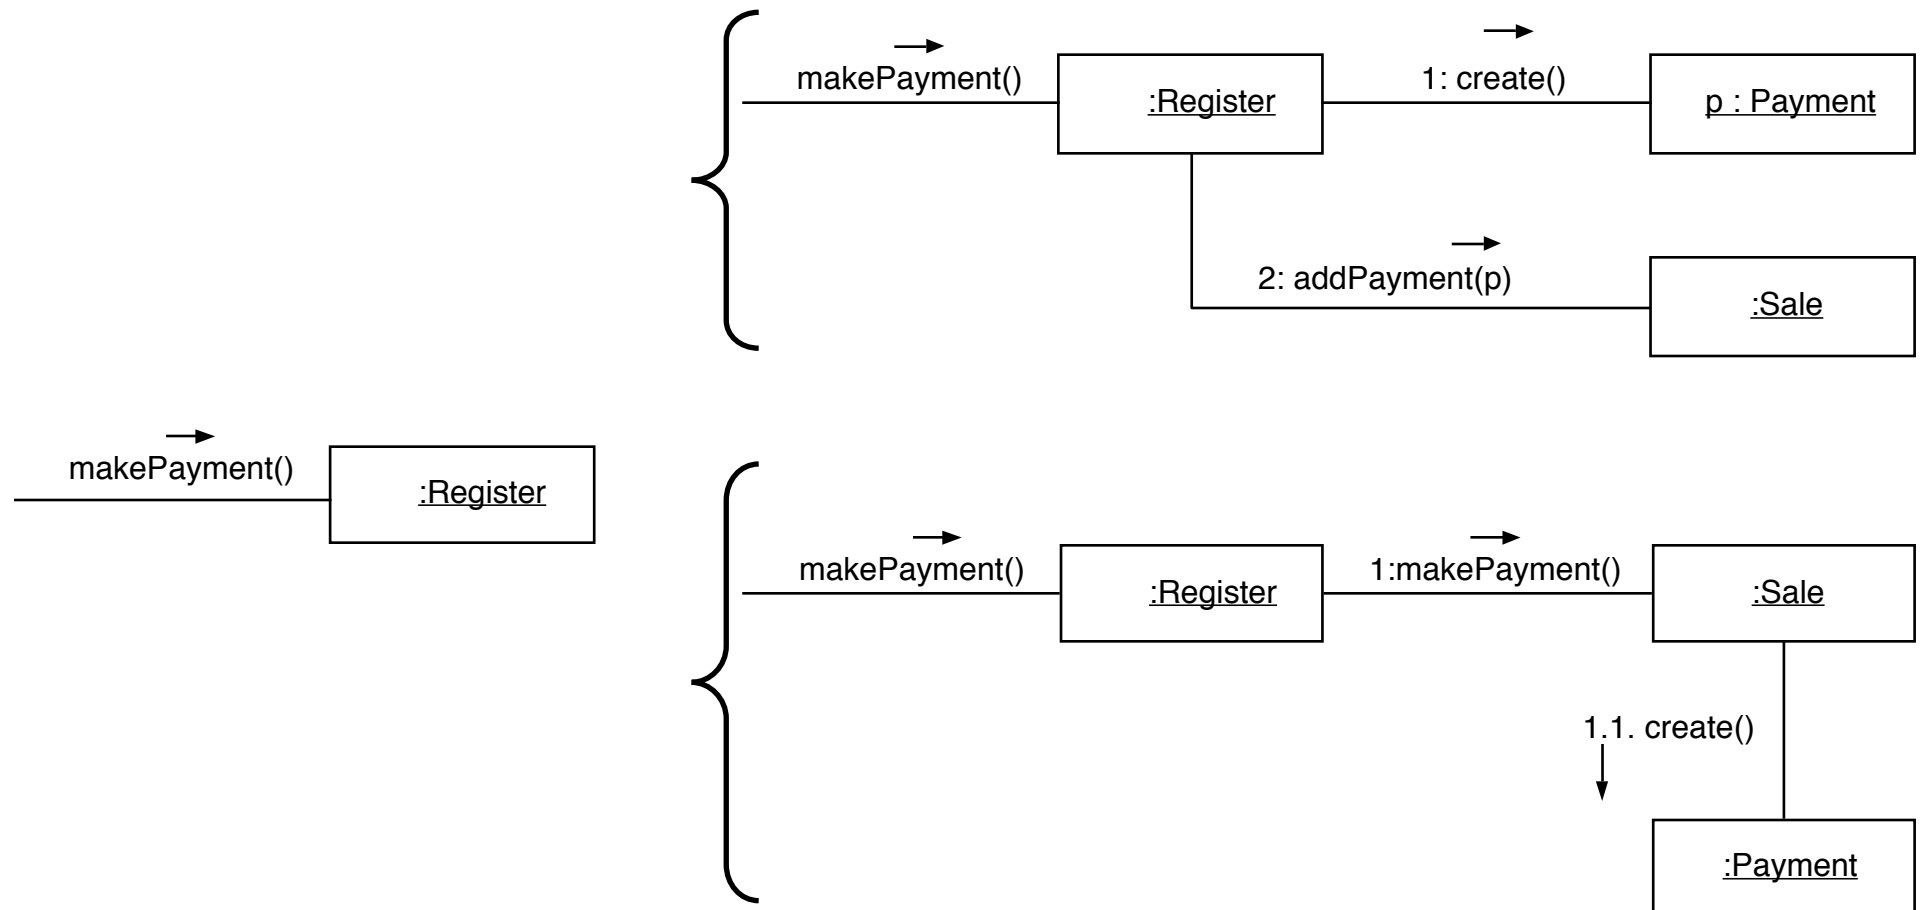 makePayment()
:Register
1: create()
p : Payment
2: addPayment(p)
:Sale
makePayment()
:Register
makePayment()
:Register
1:makePayment()
:Sale
1.1. create()
:Payment